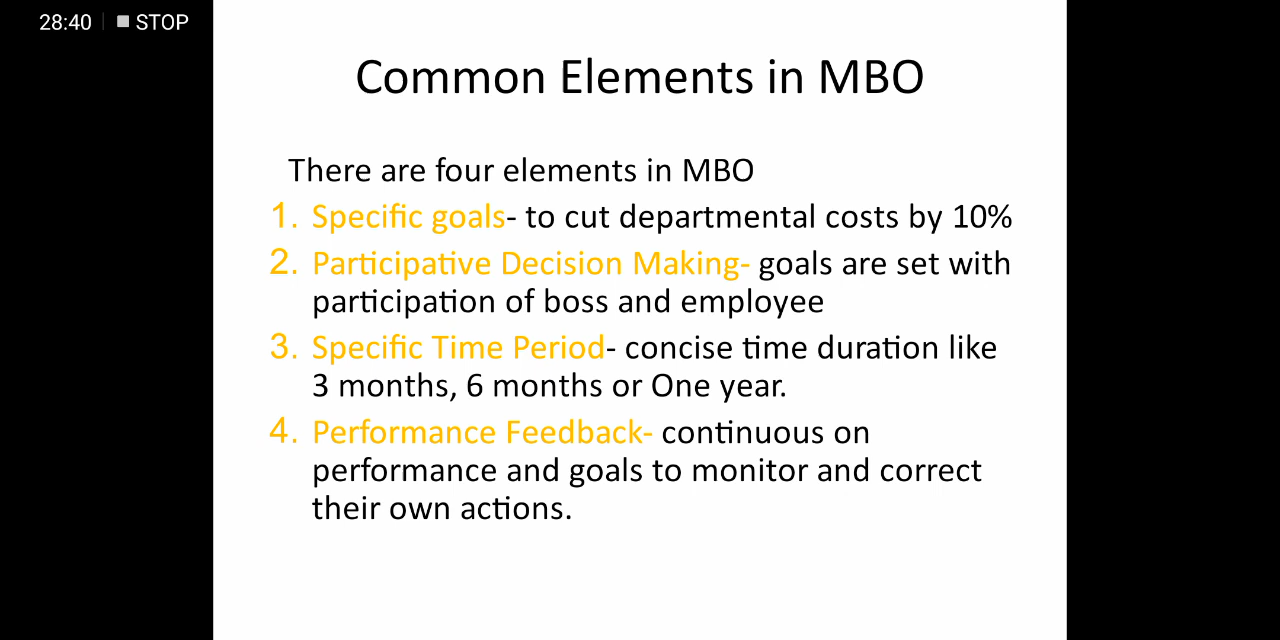 28:40 STOP
Common Elements in MBO
There are four elements in MBO
1. Specific goals- to cut departmental costs by 10%
2. Participative Decision Making- goals are set with
participation of boss and employee
3. Specific Time Period- concise time duration like
3 months, 6 months or One year.
4. Performance Feedback- continuous on
performance and goals to monitor and correct
their own actions.